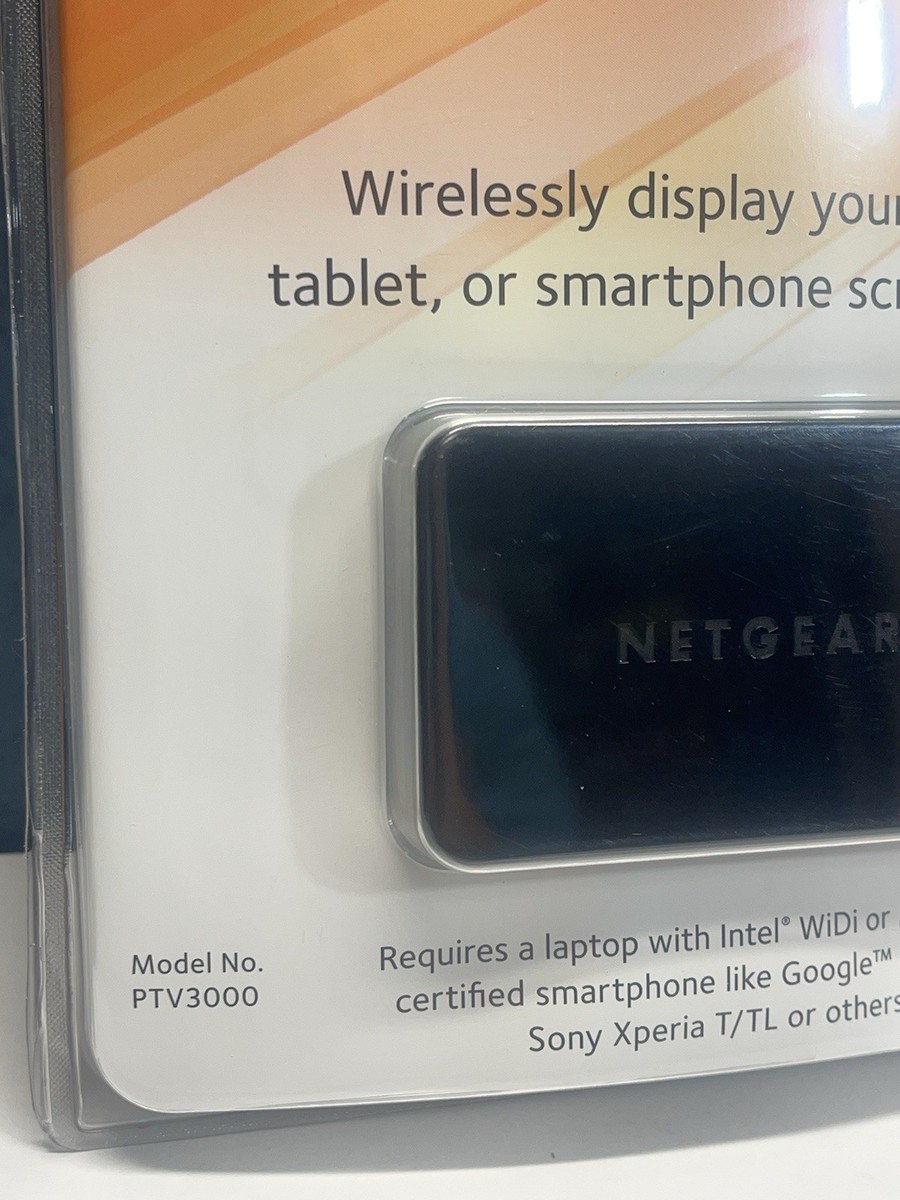 Wirelessly display your
tablet, or smartphone
NETGEAR
Model No.
PTV3000
Requires a laptop with Intel® WiDi or
certified smartphone like Google™
Sony Xperia T/TL or others